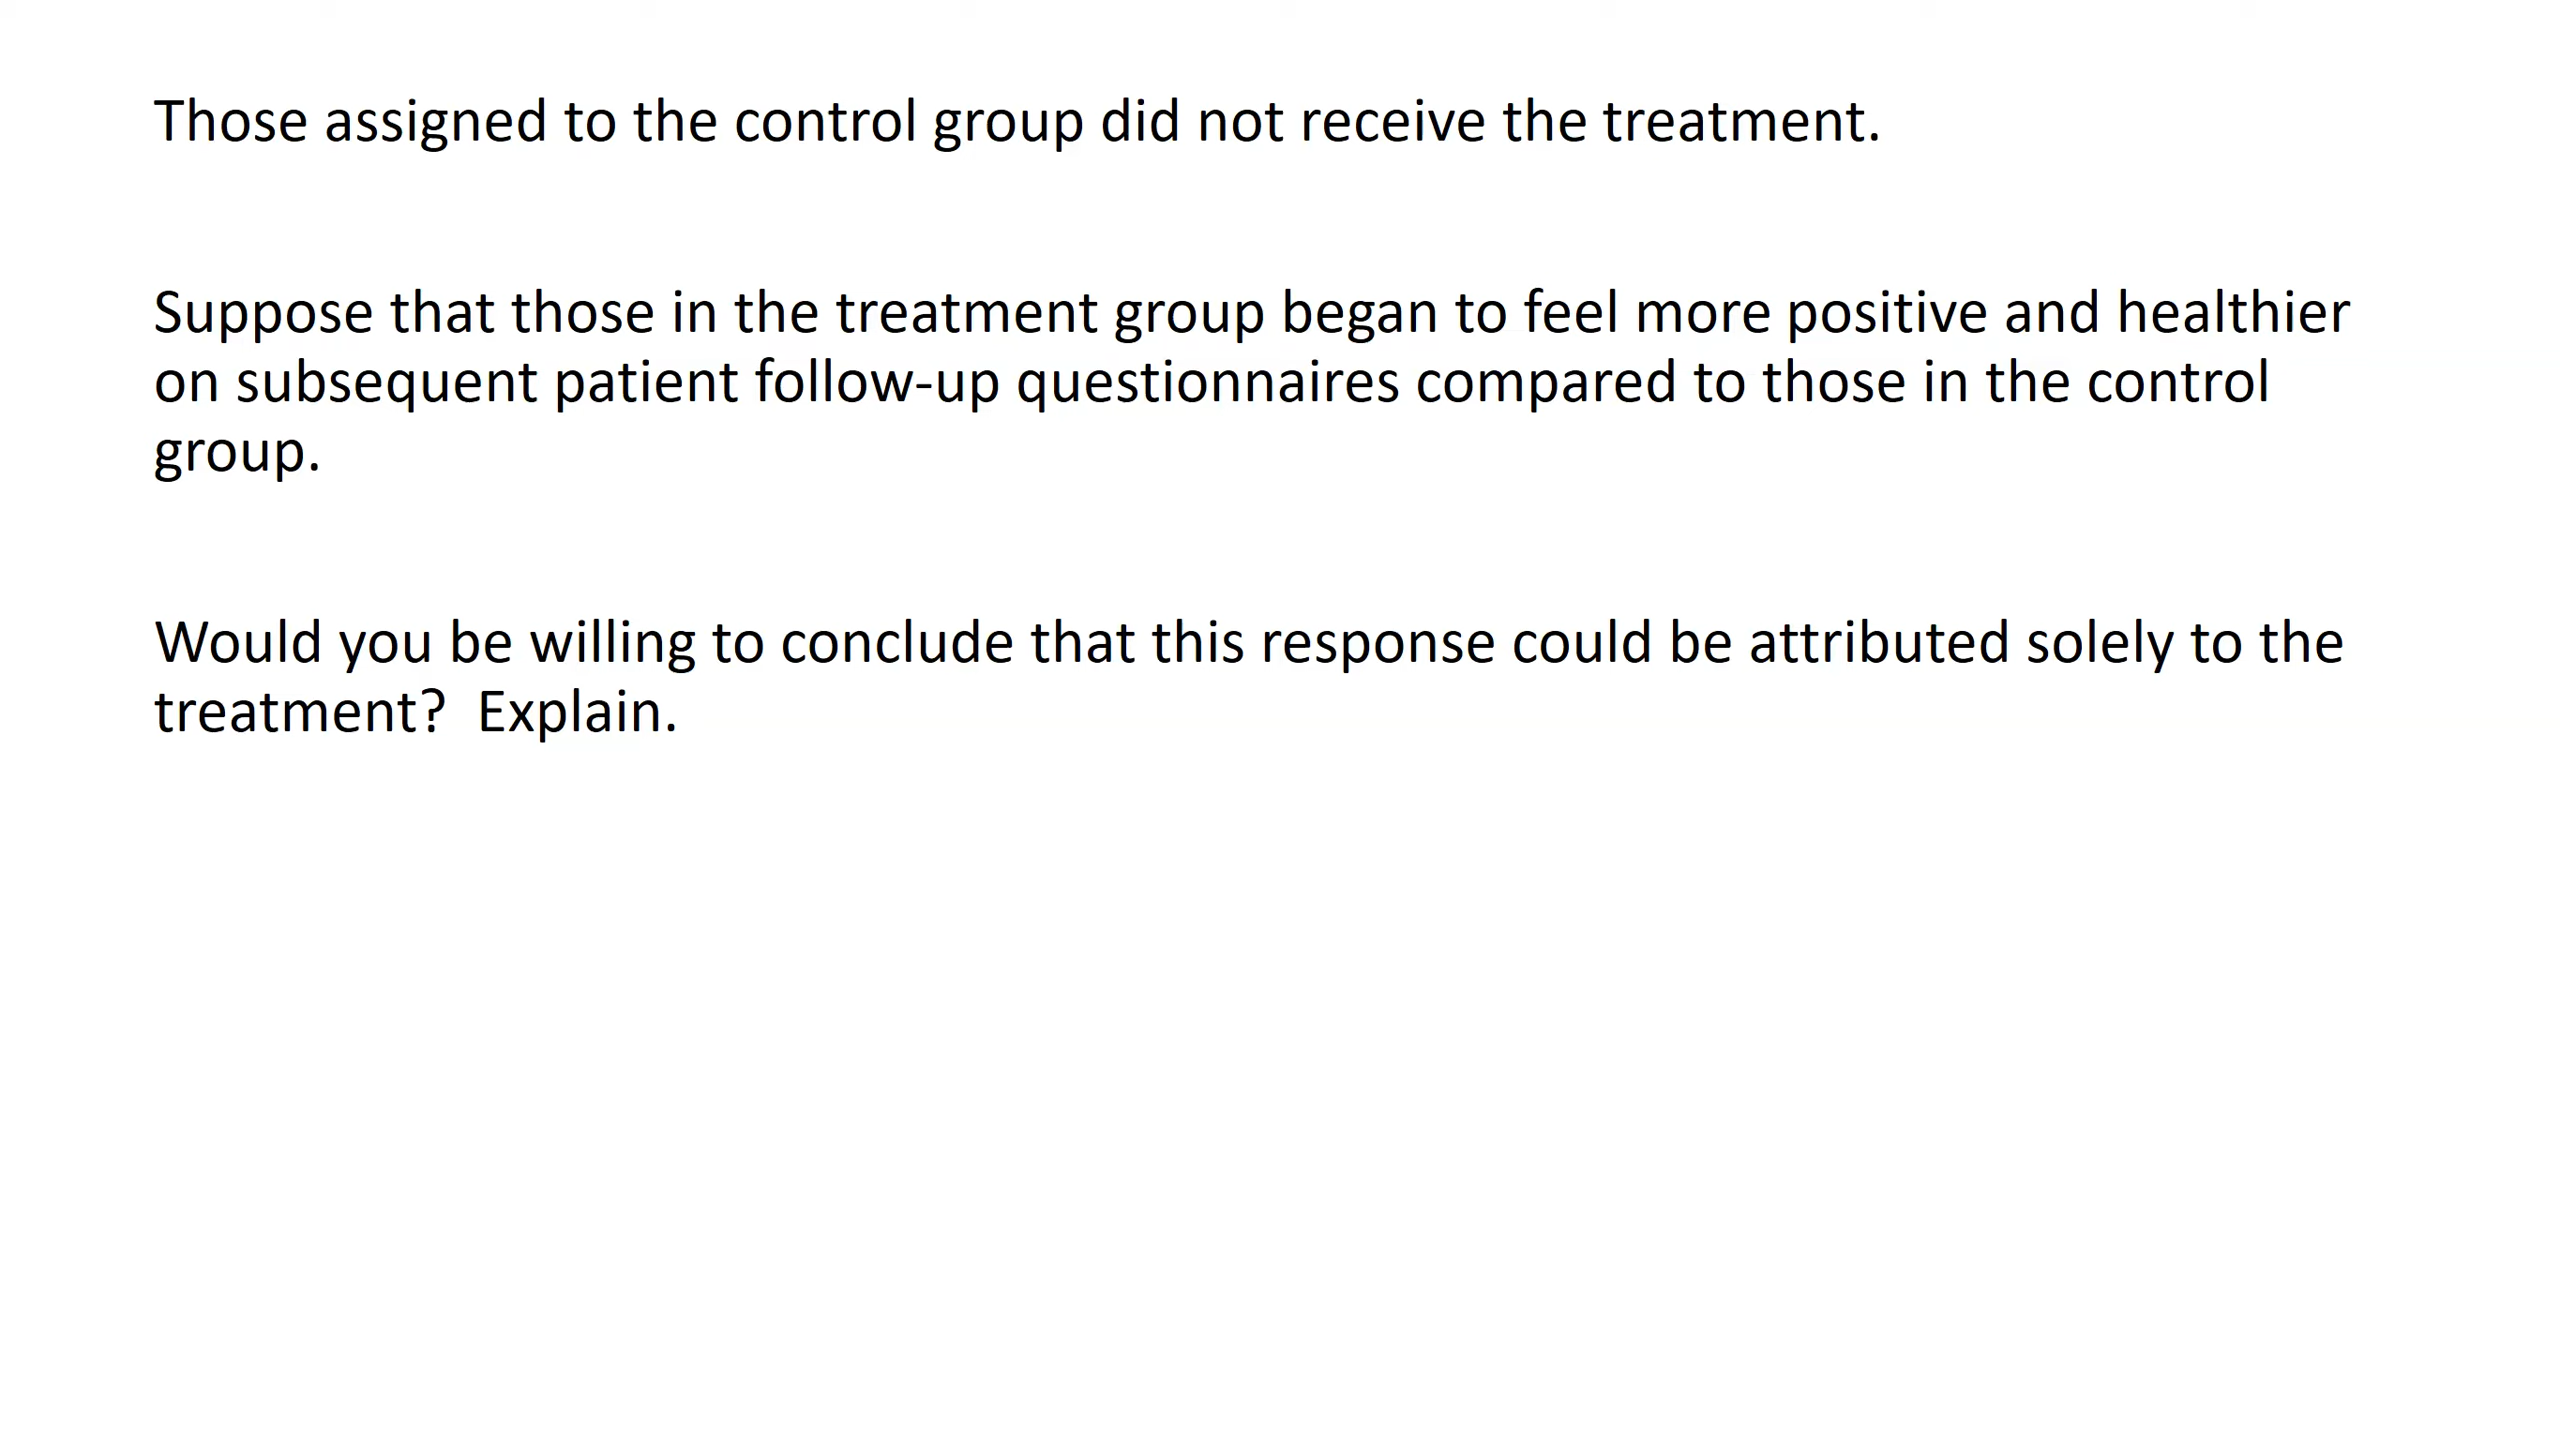 Those assigned to the control group did not receive the treatment.
Suppose that those in the treatment group began to feel more positive and healthier
on subsequent patient follow-up questionnaires compared to those in the control
group.
Would you be willing to conclude that this response could be attributed solely to the
treatment?  Explain.